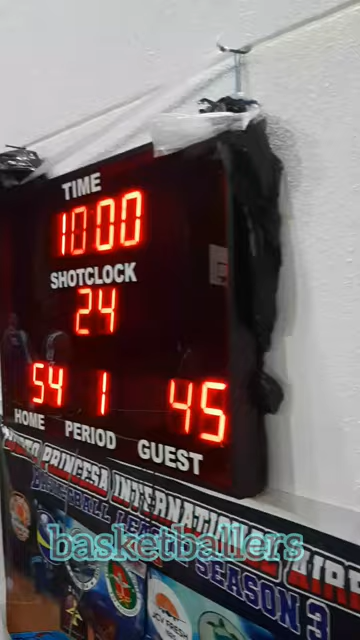 TIME
10 00
SHOTCLOCK
24
54 1 45
HOME PERIOD GUEST
PRINCESA INTERNATIONAL
BASKETBALL
SEASON 3
basketballers